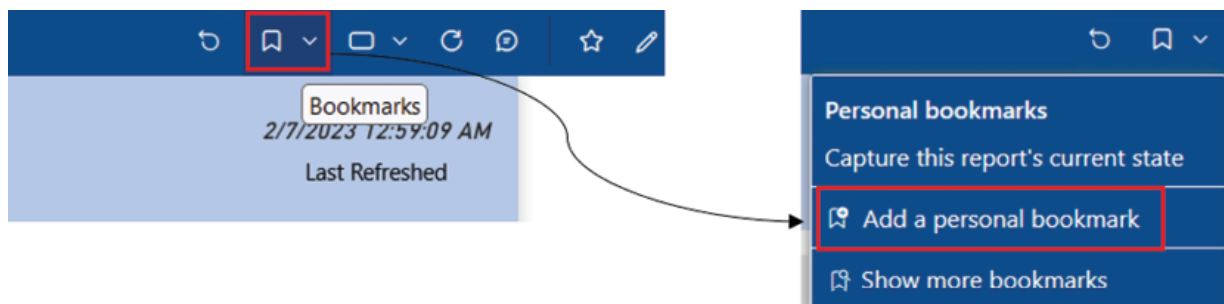 Bookmarks
2/7/2023 12:59:09 AM
Last Refreshed
Personal bookmarks
Capture this report's current state
Add a personal bookmark
Show more bookmarks